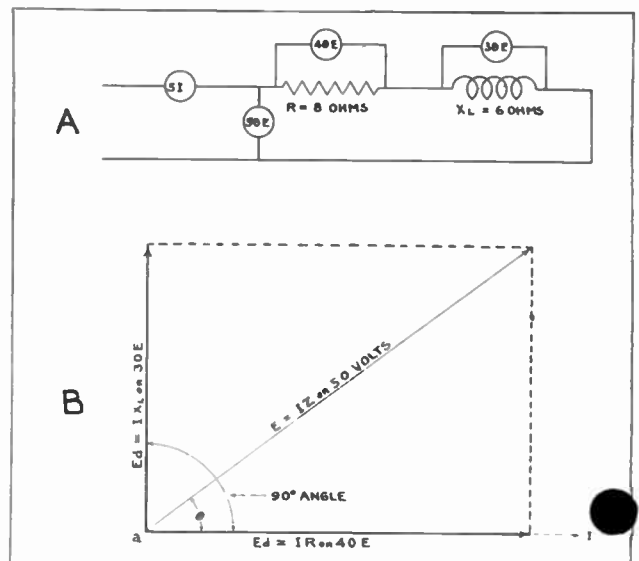 40E
30E
5I
A
50E
R = 8 OHMS
XL = 6 OHMS
Ed = IXL or 30E
E = IZ or 50 VOLTS
B
90° ANGLE
θ
a
I
Ed = IR or 40E